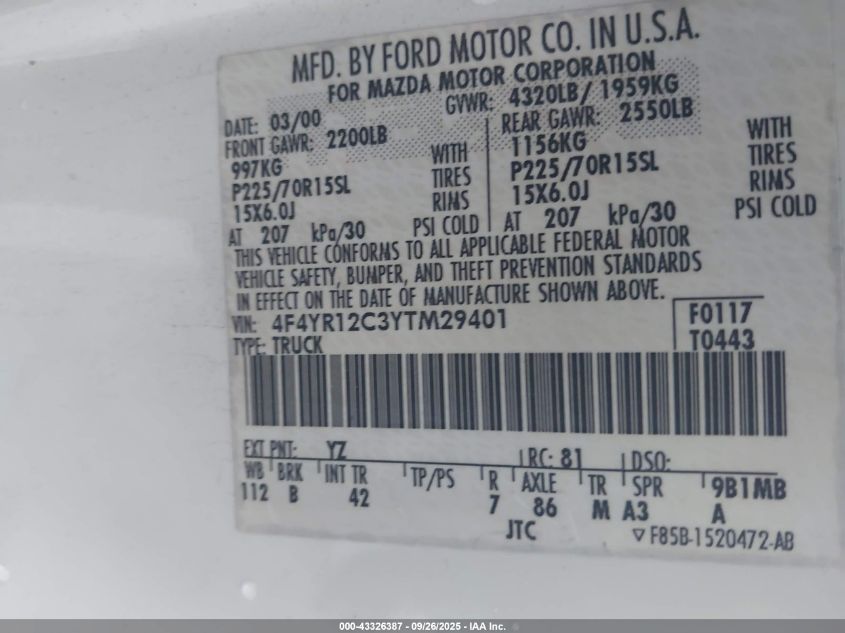 MFD. BY FORD MOTOR CO. IN U.S.A.
FOR MAZDA MOTOR CORPORATION
DATE: 03/00 GVWR: 4320LB/ 1959KG
FRONT GAWR: 2200LB REAR GAWR: 2550LB
997KG WITH 1156KG WITH
P225/70R15SL TIRES P225/70R15SL TIRES
15X6.0J RIMS 15X6.0J RIMS
AT 207 kPa/30 PSI COLD AT 207 kPa/30 PSI COLD
THIS VEHICLE CONFORMS TO ALL APPLICABLE FEDERAL MOTOR
VEHICLE SAFETY, BUMPER, AND THEFT PREVENTION STANDARDS
IN EFFECT ON THE DATE OF MANUFACTURE SHOWN ABOVE.
VIN: 4F4YR12C3YTM29401 F0117
TYPE: TRUCK T0443
EXT PNT: YZ RC: 81 DSO:
WB BRK INT TR TP/PS R AXLE TR SPR 9B1MB
112 B 42 7 86 M A3 A
JTC ▽ F85B-1520472-AB
000-43326387 - 09/26/2025 - IAA Inc.